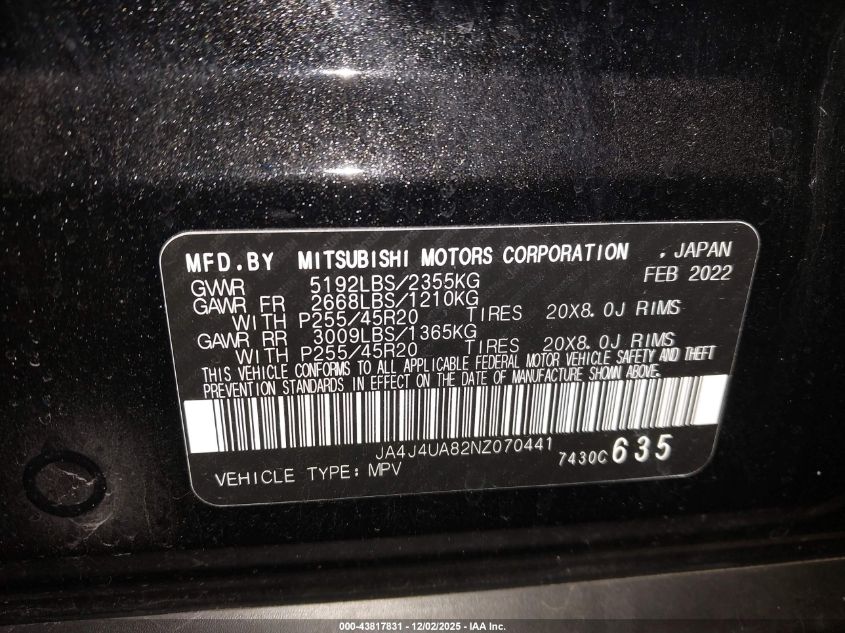 MFD.BY MITSUBISHI MOTORS CORPORATION , JAPAN
GVWR 5192LBS/2355KG FEB 2022
GAWR FR 2668LBS/1210KG
WITH P255/45R20 TIRES 20X8.0J RIMS
GAWR RR 3009LBS/1365KG
WITH P255/45R20 TIRES 20X8.0J RIMS
THIS VEHICLE CONFORMS TO ALL APPLICABLE FEDERAL MOTOR VEHICLE SAFETY AND THEFT
PREVENTION STANDARDS IN EFFECT ON THE DATE OF MANUFACTURE SHOWN ABOVE.
JA4J4UA82NZ070441 7430C635
VEHICLE TYPE: MPV
000-43817831 - 12/02/2025 - IAA Inc.